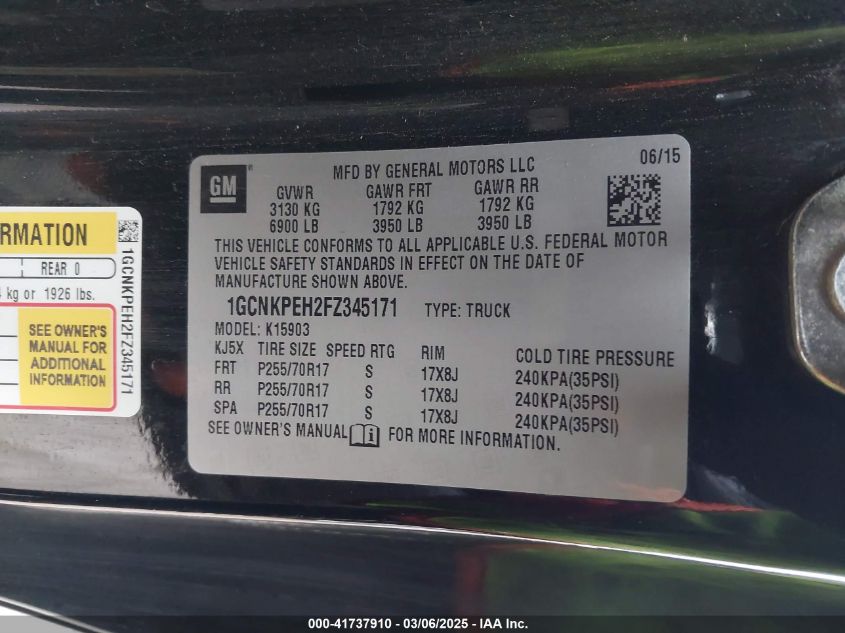 GM
MFD BY GENERAL MOTORS LLC
06/15
GVWR GAWR FRT GAWR RR
3130 KG 1792 KG 1792 KG
6900 LB 3950 LB 3950 LB
THIS VEHICLE CONFORMS TO ALL APPLICABLE U.S. FEDERAL MOTOR
VEHICLE SAFETY STANDARDS IN EFFECT ON THE DATE OF
MANUFACTURE SHOWN ABOVE.
1GCNKPEH2FZ345171 TYPE: TRUCK
MODEL: K15903
KJ5X TIRE SIZE SPEED RTG RIM COLD TIRE PRESSURE
FRT P255/70R17 S 17X8J 240KPA(35PSI)
RR P255/70R17 S 17X8J 240KPA(35PSI)
SPA P255/70R17 S 17X8J 240KPA(35PSI)
SEE OWNER'S MANUAL i FOR MORE INFORMATION.
RMATION
REAR 0
kg or 1926 lbs.
SEE OWNER'S
MANUAL FOR
ADDITIONAL
INFORMATION
1GCNKPEH2FZ345171
000-41737910 - 03/06/2025 - IAA Inc.